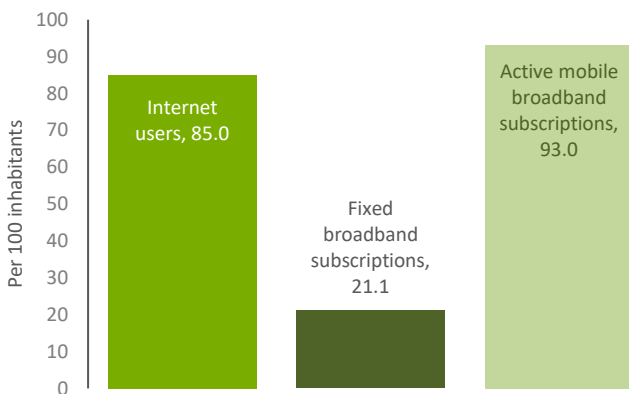 100
90
80
70
60
50
40
30
20
10
0
Per 100 inhabitants
Internet
users, 85.0
Fixed
broadband
subscriptions,
21.1
Active mobile
broadband
subscriptions,
93.0